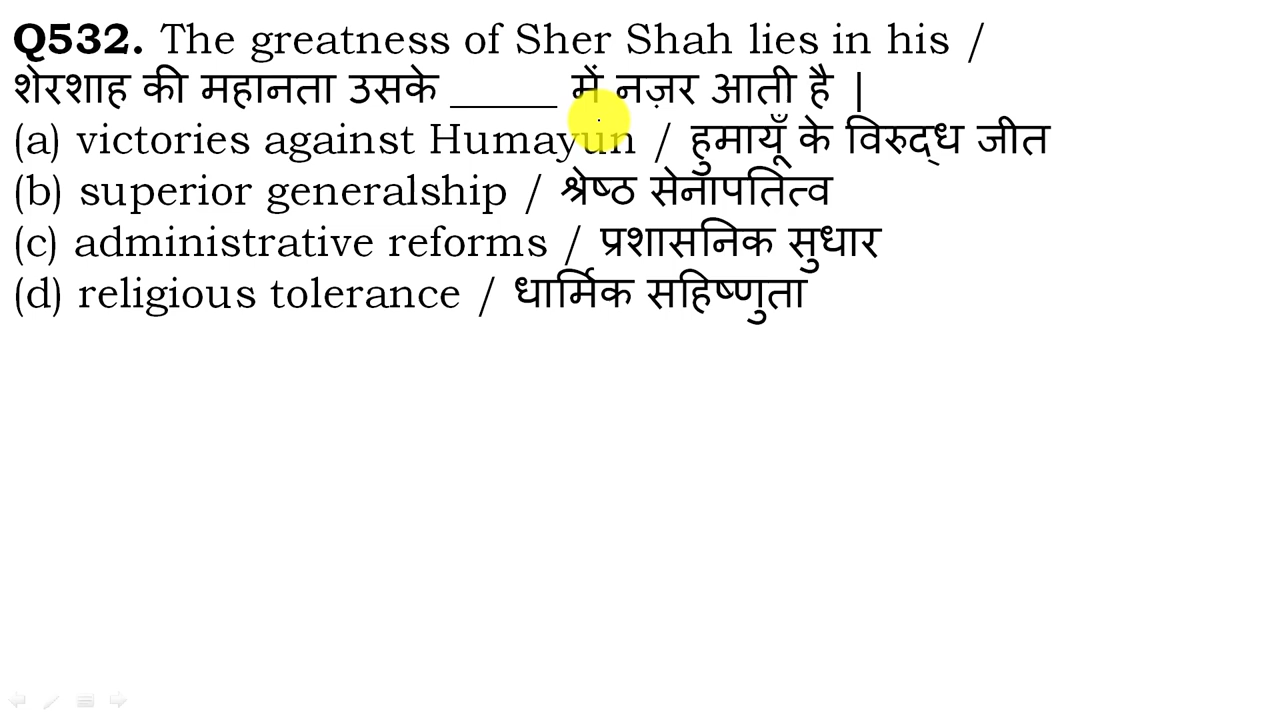 Q532. The greatness of Sher Shah lies in his /
शेरशाह की महानता उसके _____ में नज़र आती है |
(a) victories against Humayun / हुमायूँ के विरुद्ध जीत
(b) superior generalship / श्रेष्ठ सेनापतित्व
(c) administrative reforms / प्रशासनिक सुधार
(d) religious tolerance / धार्मिक सहिष्णुता